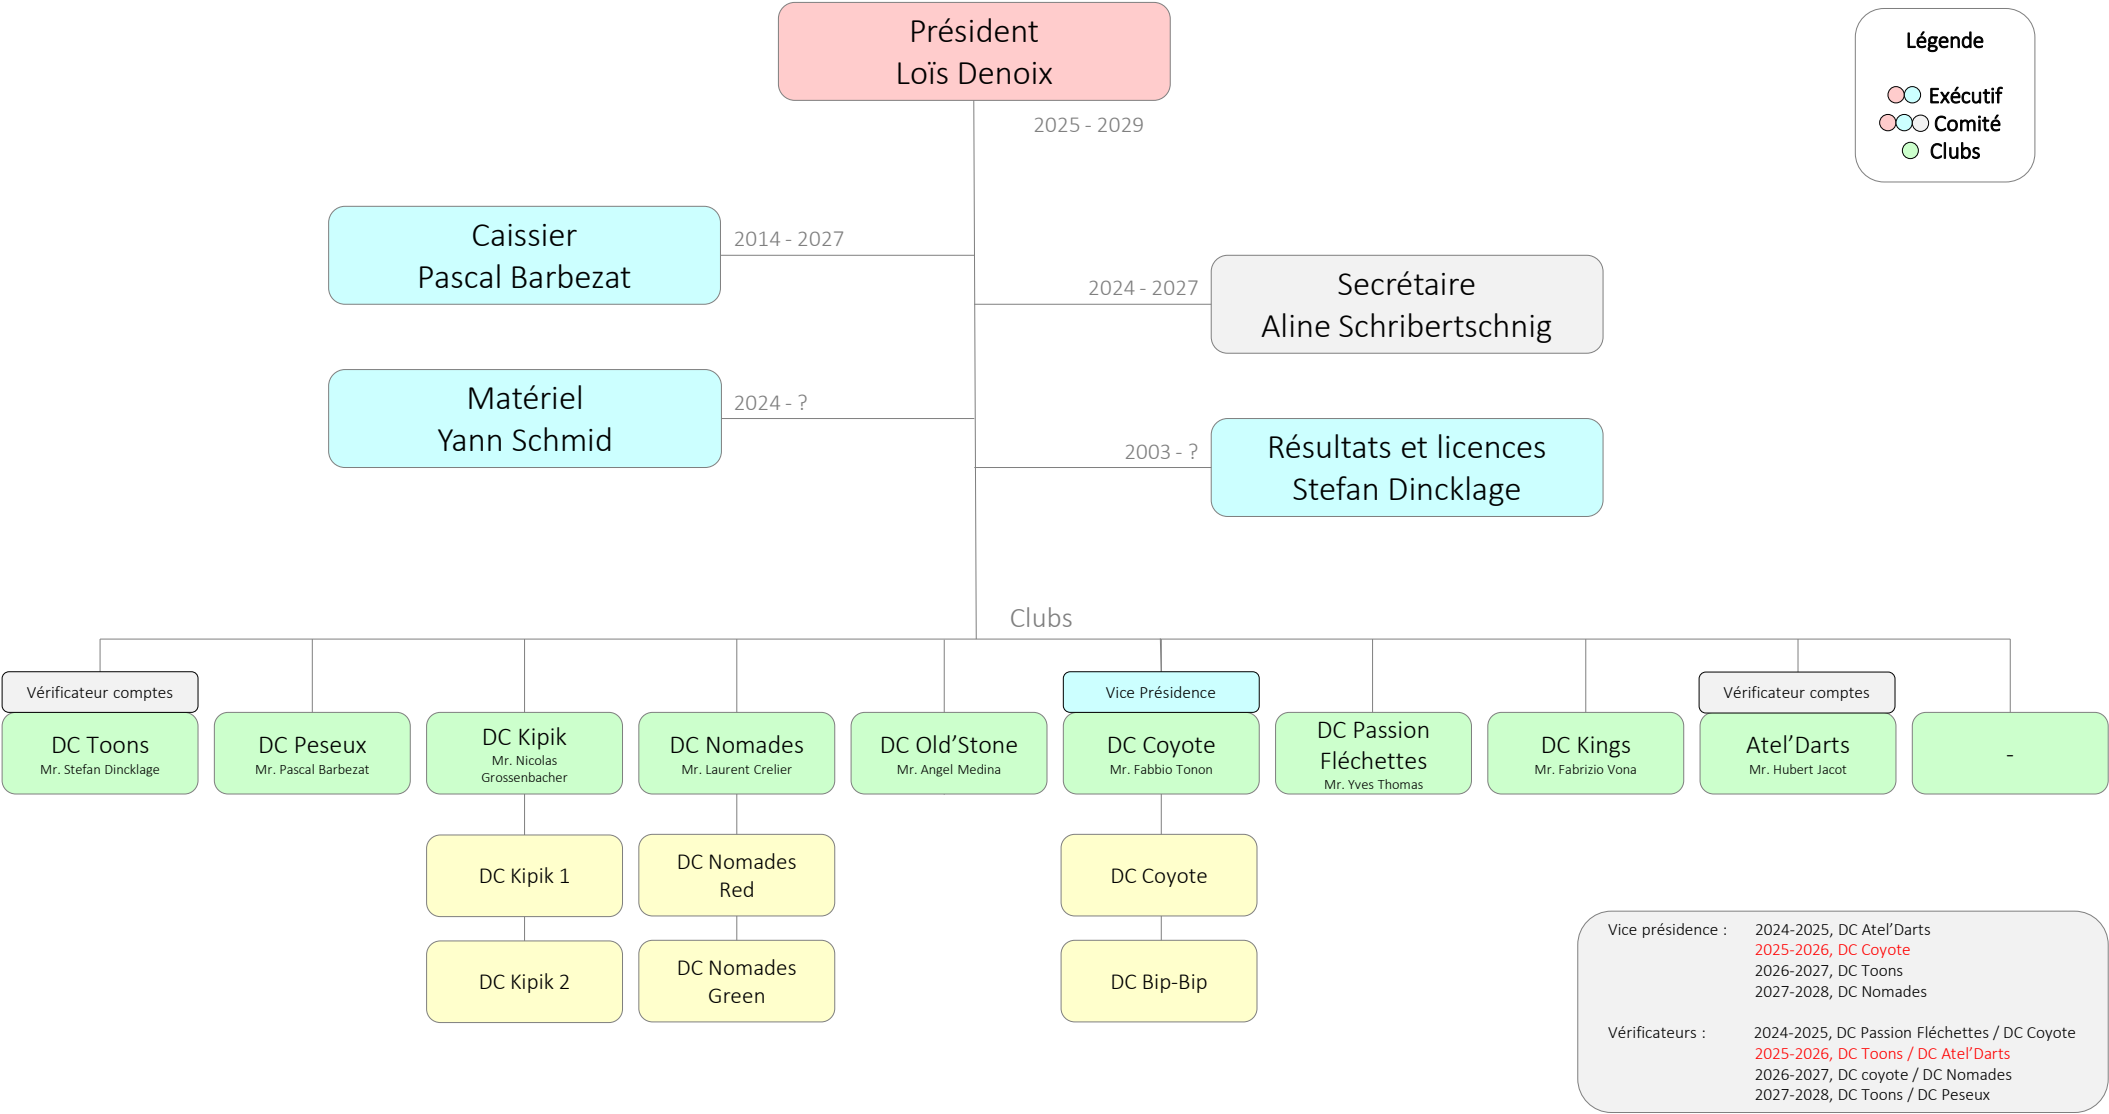 Président
Loïs Denoix
2025 - 2029
Légende
Exécutif
Comité
Clubs
Caissier
Pascal Barbezat
2014 - 2027
2024 - 2027
Secrétaire
Aline Schribertschnig
Matériel
Yann Schmid
2024 - ?
2003 - ?
Résultats et licences
Stefan Dincklage
Clubs
Vérificateur comptes
DC Toons
Mr. Stefan Dincklage
DC Peseux
Mr. Pascal Barbezat
DC Kipik
Mr. Nicolas
Grossenbacher
DC Nomades
Mr. Laurent Crelier
DC Old’Stone
Mr. Angel Medina
Vice Présidence
DC Coyote
Mr. Fabbio Tonon
DC Passion
Fléchettes
Mr. Yves Thomas
DC Kings
Mr. Fabrizio Vona
Vérificateur comptes
Atel’Darts
Mr. Hubert Jacot
-
DC Kipik 1
DC Nomades
Red
DC Coyote
DC Kipik 2
DC Nomades
Green
DC Bip-Bip
Vice présidence : 2024-2025, DC Atel’Darts
2025-2026, DC Coyote
2026-2027, DC Toons
2027-2028, DC Nomades
Vérificateurs : 2024-2025, DC Passion Fléchettes / DC Coyote
2025-2026, DC Toons / DC Atel’Darts
2026-2027, DC coyote / DC Nomades
2027-2028, DC Toons / DC Peseux